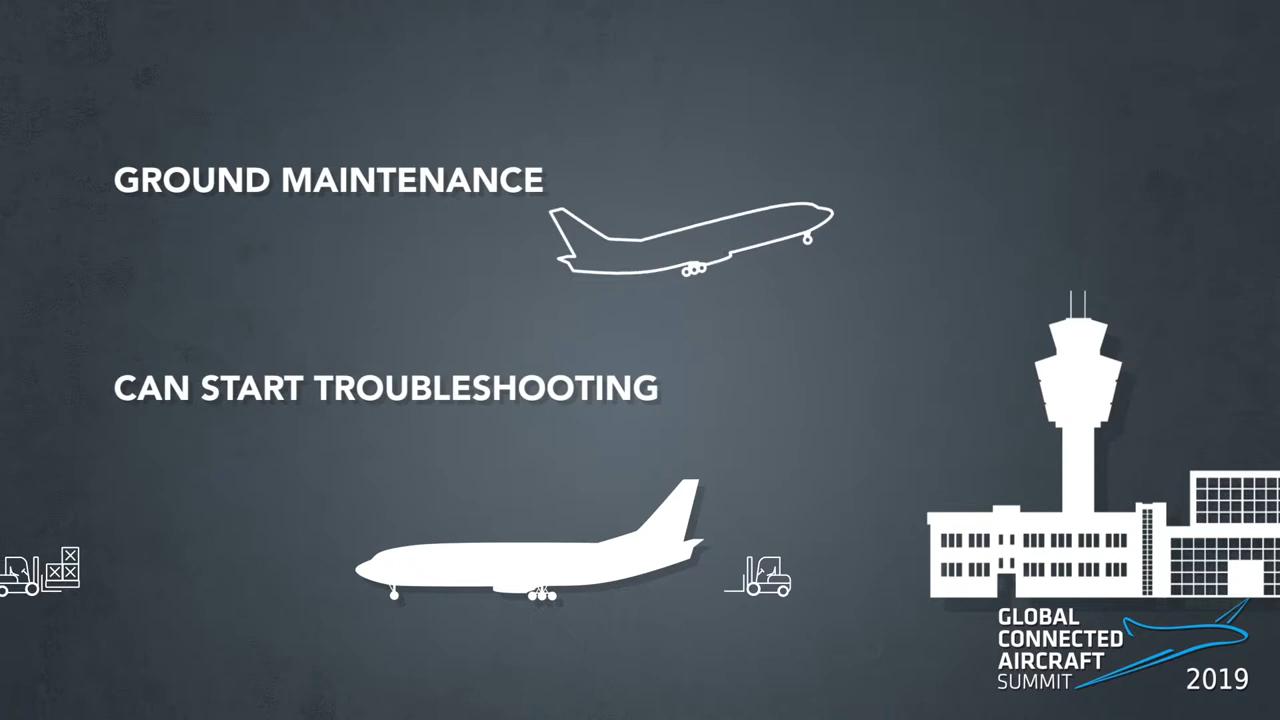 GROUND MAINTENANCE
CAN START TROUBLESHOOTING
GLOBAL
CONNECTED
AIRCRAFT
SUMMIT
2019